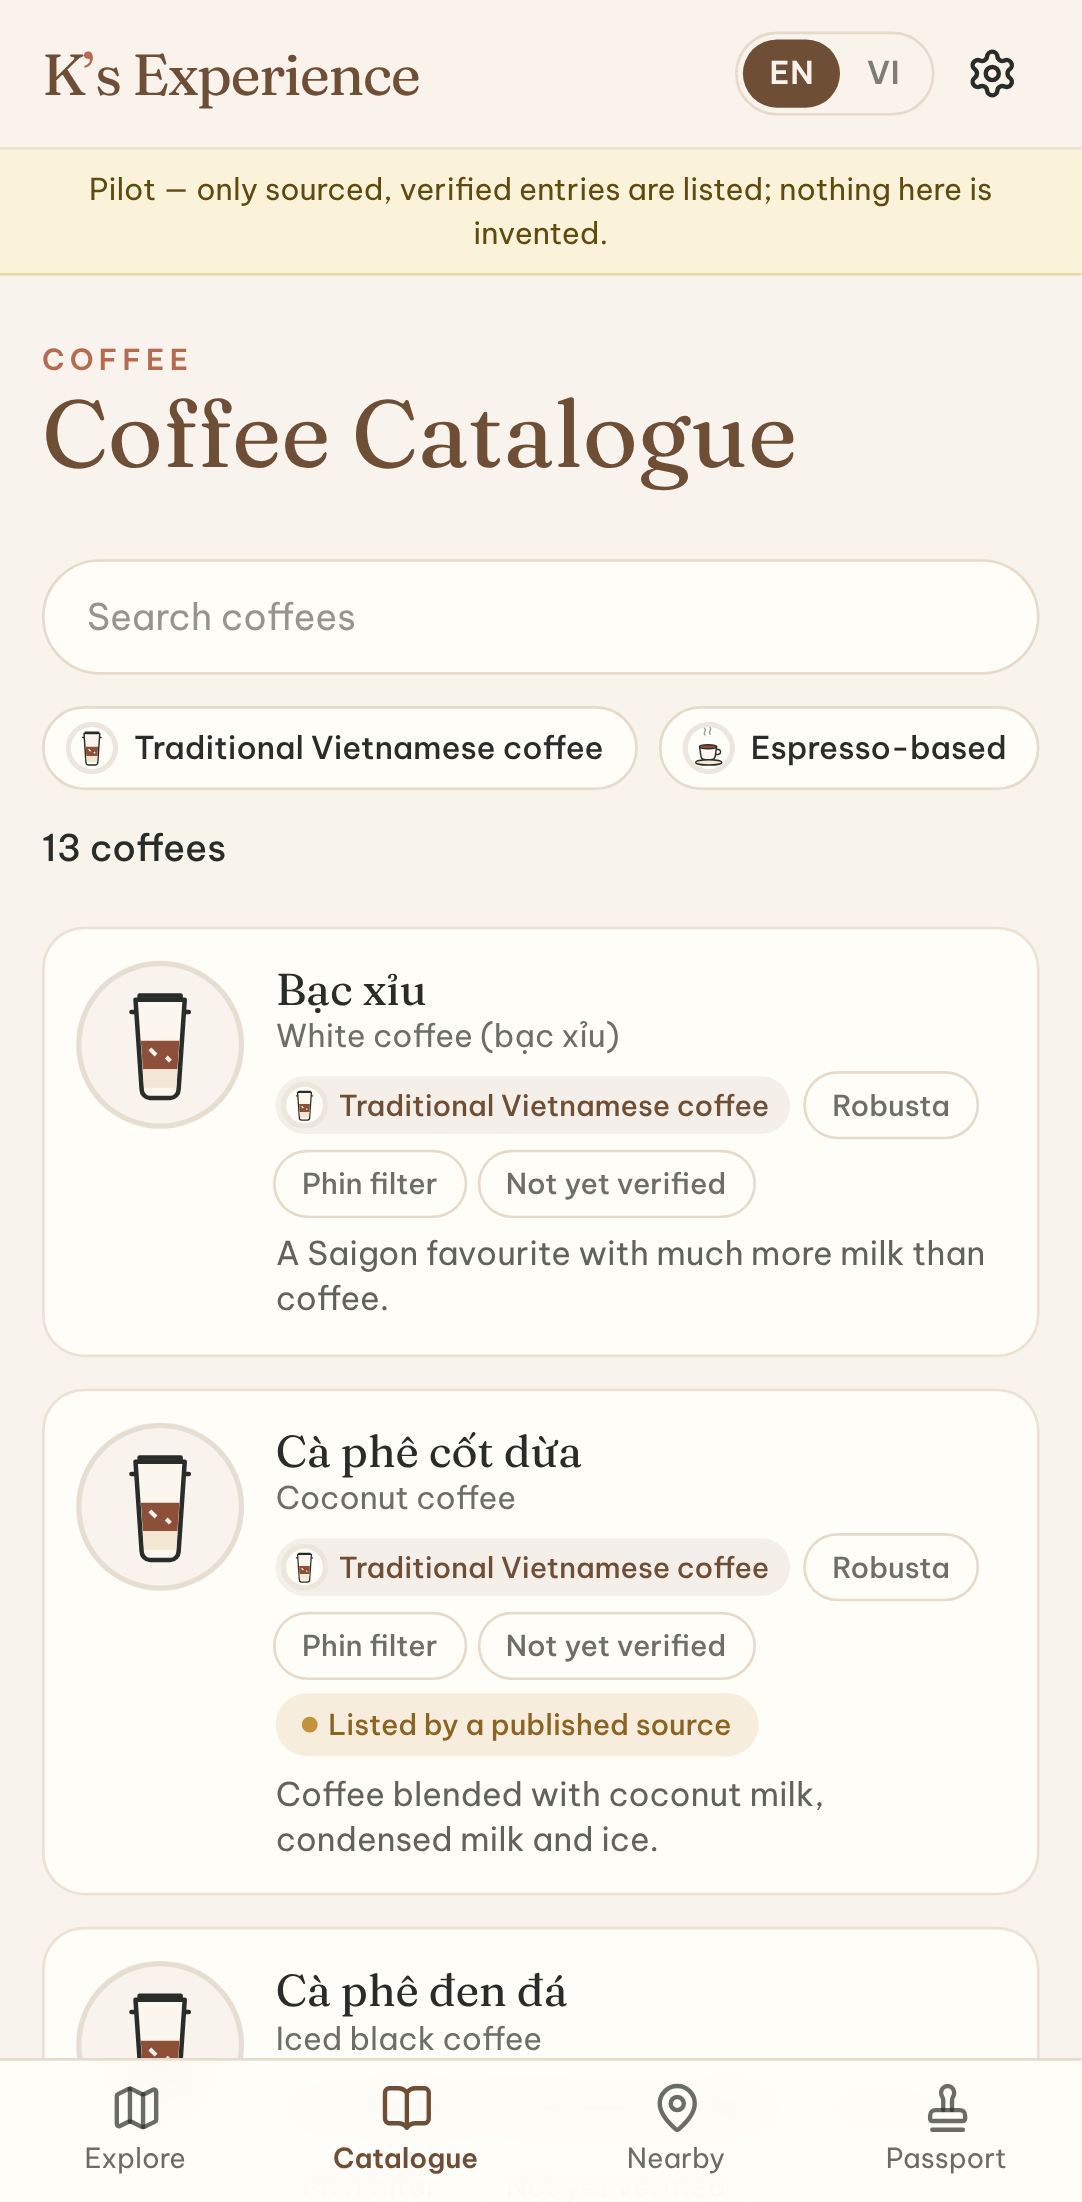 K's Experience
EN VI
Pilot — only sourced, verified entries are listed; nothing here is
invented.
COFFEE
Coffee Catalogue
Search coffees
Traditional Vietnamese coffee Espresso-based
13 coffees
Bạc xỉu
White coffee (bạc xỉu)
Traditional Vietnamese coffee Robusta
Phin filter Not yet verified
A Saigon favourite with much more milk than
coffee.
Cà phê cốt dừa
Coconut coffee
Traditional Vietnamese coffee Robusta
Phin filter Not yet verified
Listed by a published source
Coffee blended with coconut milk,
condensed milk and ice.
Cà phê đen đá
Iced black coffee
Explore Catalogue Nearby Passport